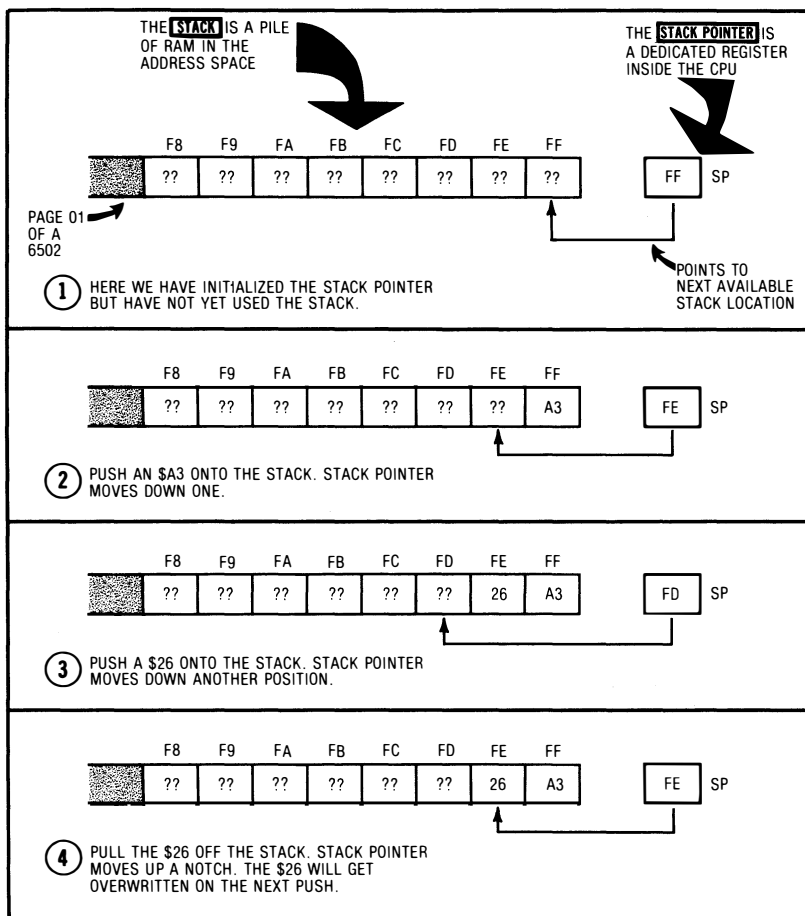 THE STACK IS A PILE
OF RAM IN THE
ADDRESS SPACE
THE STACK POINTER IS
A DEDICATED REGISTER
INSIDE THE CPU
F8 F9 FA FB FC FD FE FF
?? ?? ?? ?? ?? ?? ?? ?? FF SP
PAGE 01
OF A
6502
POINTS TO
NEXT AVAILABLE
STACK LOCATION
1 HERE WE HAVE INITIALIZED THE STACK POINTER
BUT HAVE NOT YET USED THE STACK.
F8 F9 FA FB FC FD FE FF
?? ?? ?? ?? ?? ?? ?? A3 FE SP
2 PUSH AN $A3 ONTO THE STACK. STACK POINTER
MOVES DOWN ONE.
F8 F9 FA FB FC FD FE FF
?? ?? ?? ?? ?? ?? 26 A3 FD SP
3 PUSH A $26 ONTO THE STACK. STACK POINTER
MOVES DOWN ANOTHER POSITION.
F8 F9 FA FB FC FD FE FF
?? ?? ?? ?? ?? ?? 26 A3 FE SP
4 PULL THE $26 OFF THE STACK. STACK POINTER
MOVES UP A NOTCH. THE $26 WILL GET
OVERWRITTEN ON THE NEXT PUSH.